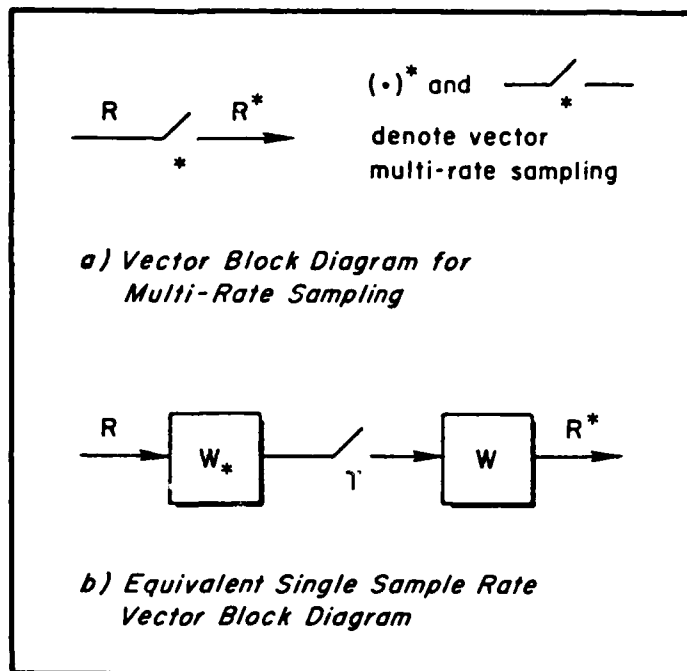 R R*
*
(•)* and
*
denote vector
multi-rate sampling
a) Vector Block Diagram for
Multi-Rate Sampling
R W* W R*
T
b) Equivalent Single Sample Rate
Vector Block Diagram